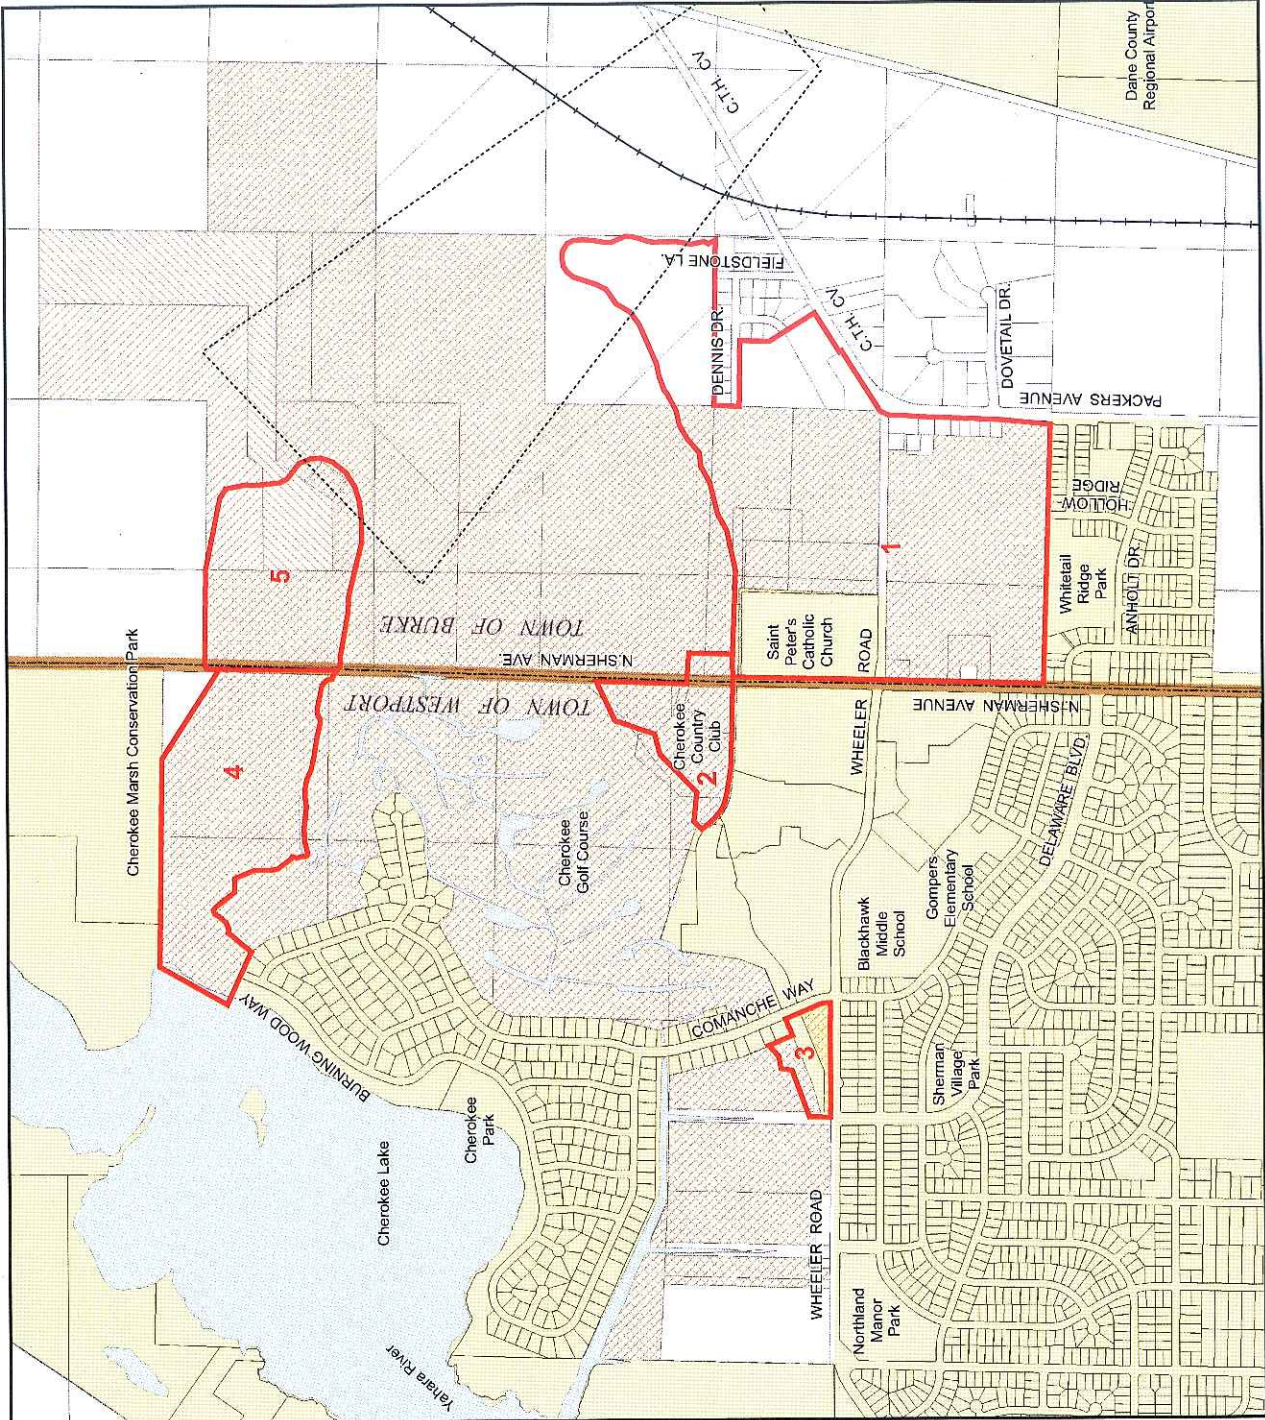 Dane County
Regional Airport
C.T.H. CV
FIELDSTONE LA.
DENNIS DR.
C.T.H. CV
DOVETAIL DR.
PACKERS AVENUE
HOLLOW-
RIDGE
5
1
Whitetail
Ridge
Park
ANHOLT DR.
TOWN OF BURKE
Saint
Peter's
Catholic
Church
ROAD
N.SHERMAN AVE.
Cherokee Marsh Conservation Park
TOWN OF WESTPORT
N.SHERMAN AVENUE
Cherokee
Country
Club
WHEELER
4
2
DELAWARE BLVD.
Cherokee
Golf Course
Gompers
Elementary
School
Blackhawk
Middle
School
COMANCHE WAY
BURNING WOOD WAY
3
Sherman
Village
Park
Cherokee
Park
Cherokee Lake
WHEELER ROAD
Northland
Manor
Park
Yahara River